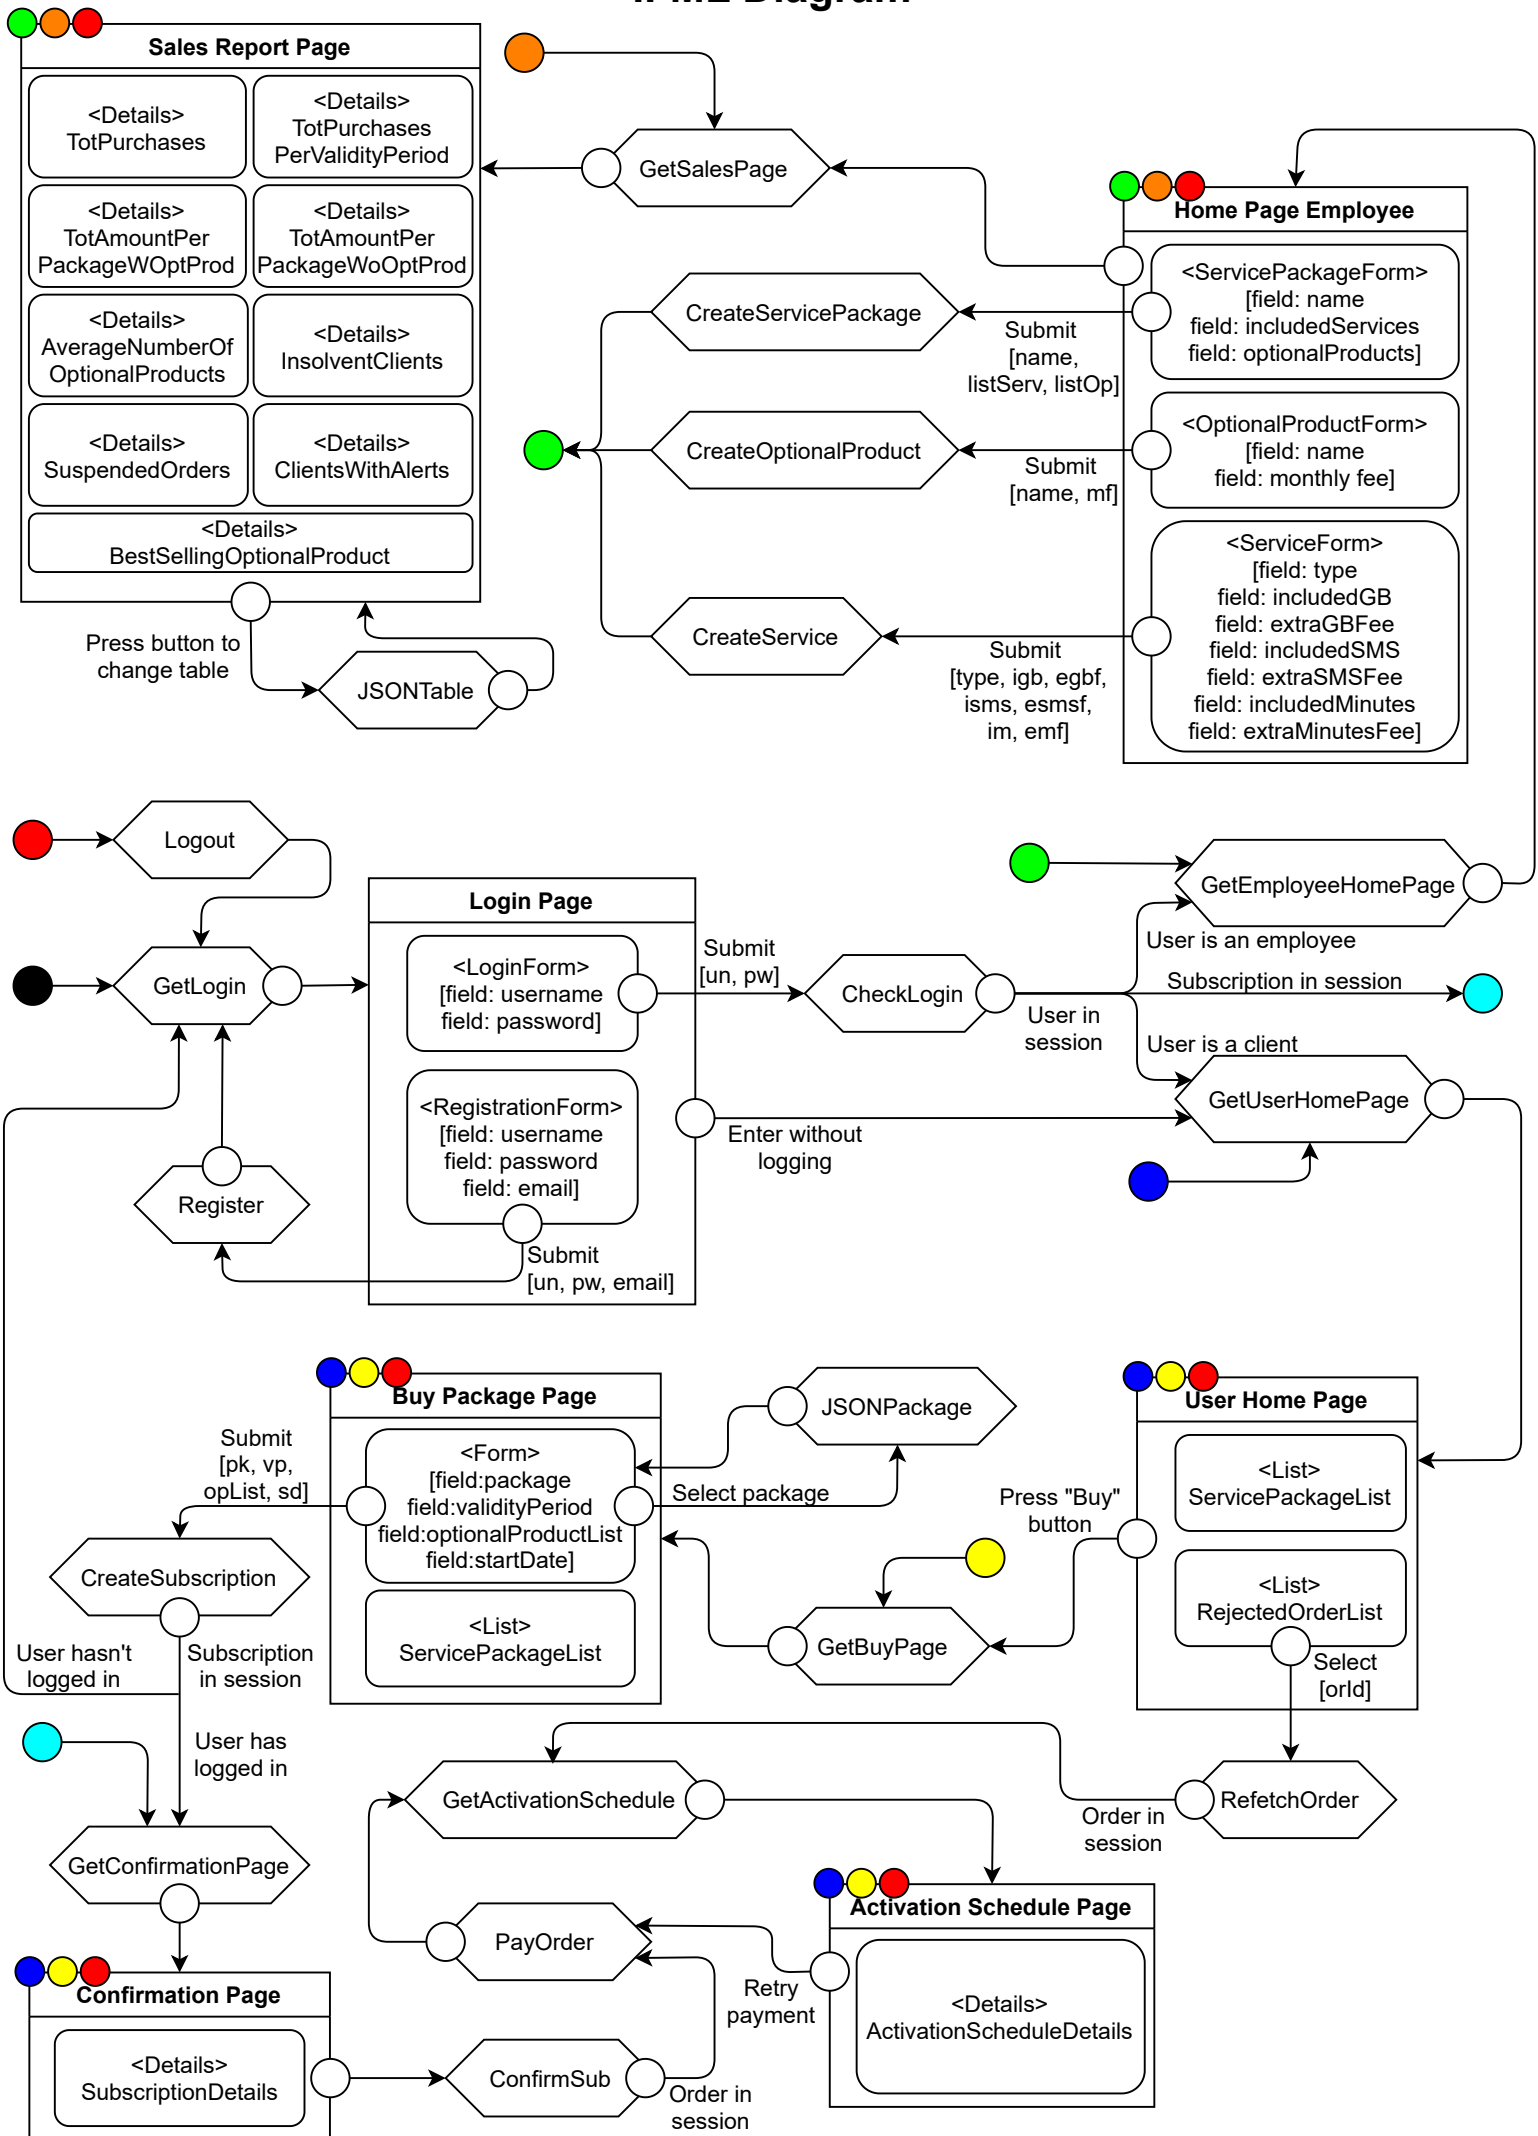 Sales Report Page
<Details>
TotPurchases
<Details>
TotPurchases
PerValidityPeriod
<Details>
TotAmountPer
PackageWOptProd
<Details>
TotAmountPer
PackageWoOptProd
<Details>
AverageNumberOf
OptionalProducts
<Details>
InsolventClients
<Details>
SuspendedOrders
<Details>
ClientsWithAlerts
<Details>
BestSellingOptionalProduct
Press button to
change table
JSONTable
GetSalesPage
Home Page Employee
<ServicePackageForm>
[field: name
field: includedServices
field: optionalProducts]
CreateServicePackage
Submit
[name,
listServ, listOp]
<OptionalProductForm>
[field: name
field: monthly fee]
CreateOptionalProduct
Submit
[name, mf]
<ServiceForm>
[field: type
field: includedGB
field: extraGBFee
field: includedSMS
field: extraSMSFee
field: includedMinutes
field: extraMinutesFee]
CreateService
Submit
[type, igb, egbf,
isms, esmsf,
im, emf]
Logout
GetLogin
Register
Login Page
<LoginForm>
[field: username
field: password]
<RegistrationForm>
[field: username
field: password
field: email]
Submit
[un, pw, email]
Submit
[un, pw]
CheckLogin
User in
session
GetEmployeeHomePage
User is an employee
Subscription in session
User is a client
GetUserHomePage
Enter without
logging
Buy Package Page
<Form>
[field:package
field:validityPeriod
field:optionalProductList
field:startDate]
<List>
ServicePackageList
Submit
[pk, vp,
opList, sd]
CreateSubscription
User hasn't
logged in
Subscription
in session
User has
logged in
JSONPackage
Select package
GetBuyPage
Press "Buy"
button
User Home Page
<List>
ServicePackageList
<List>
RejectedOrderList
Select
[orId]
RefetchOrder
Order in
session
GetActivationSchedule
GetConfirmationPage
PayOrder
Activation Schedule Page
<Details>
ActivationScheduleDetails
Retry
payment
Confirmation Page
<Details>
SubscriptionDetails
ConfirmSub
Order in
session